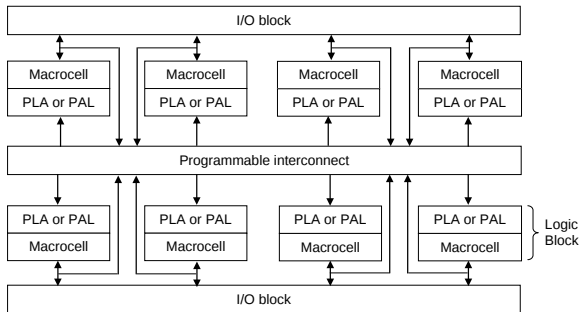 I/O block
Macrocell Macrocell Macrocell Macrocell
PLA or PAL PLA or PAL PLA or PAL PLA or PAL
Programmable interconnect
PLA or PAL PLA or PAL PLA or PAL PLA or PAL
Macrocell Macrocell Macrocell Macrocell
Logic
Block
I/O block